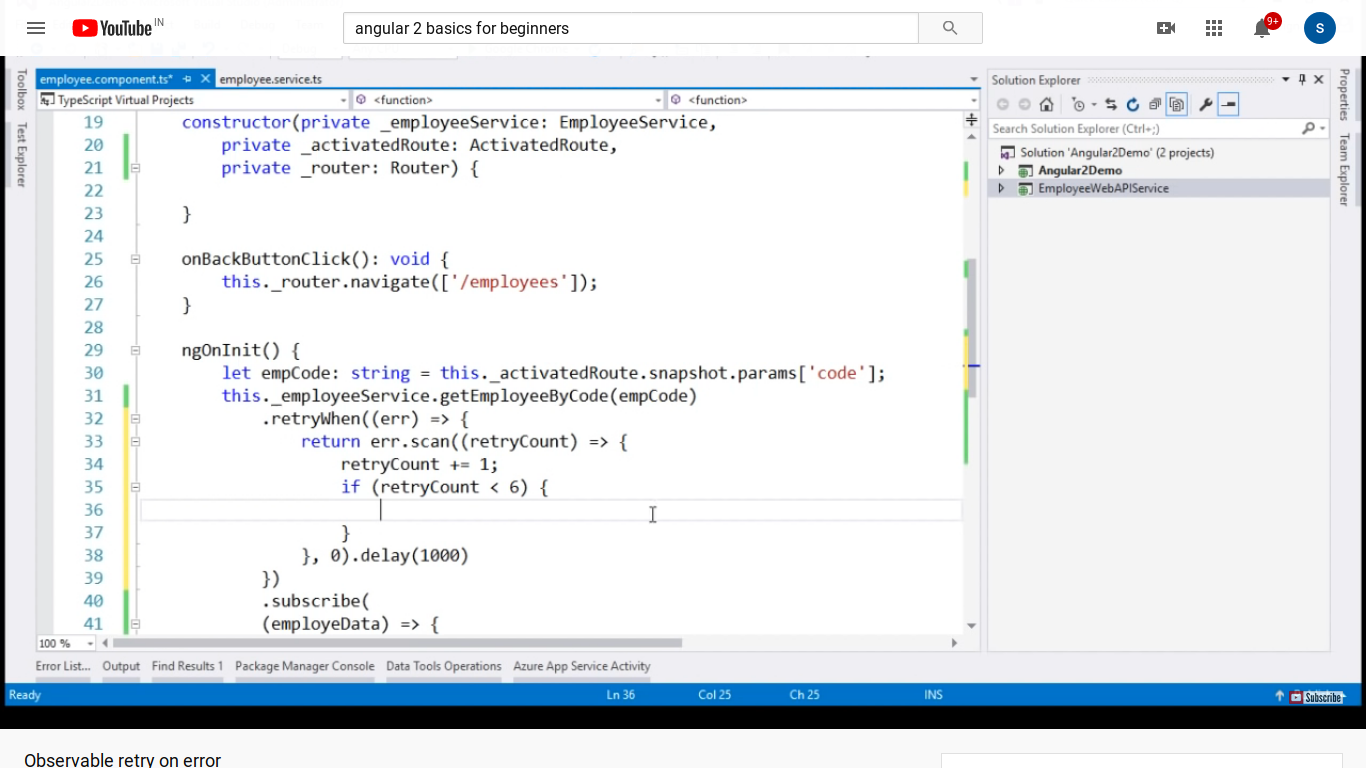 YouTube IN
angular 2 basics for beginners
9+
S
employee.component.ts*
employee.service.ts
TypeScript Virtual Projects
<function>
<function>
Toolbox
Test Explorer
19 constructor(private _employeeService: EmployeeService,
20 private _activatedRoute: ActivatedRoute,
21 private _router: Router) {
22
23 }
24
25 onBackButtonClick(): void {
26 this._router.navigate(['/employees']);
27 }
28
29 ngOnInit() {
30 let empCode: string = this._activatedRoute.snapshot.params['code'];
31 this._employeeService.getEmployeeByCode(empCode)
32 .retryWhen((err) => {
33 return err.scan((retryCount) => {
34 retryCount += 1;
35 if (retryCount < 6) {
36
37 }
38 }, 0).delay(1000)
39 })
40 .subscribe(
41 (employeData) => {
100 %
Solution Explorer
Search Solution Explorer (Ctrl+;)
Solution 'Angular2Demo' (2 projects)
Angular2Demo
EmployeeWebAPIService
Properties
Team Explorer
Error List... Output Find Results 1 Package Manager Console Data Tools Operations Azure App Service Activity
Ready Ln 36 Col 25 Ch 25 INS
Subscribe
Observable retry on error